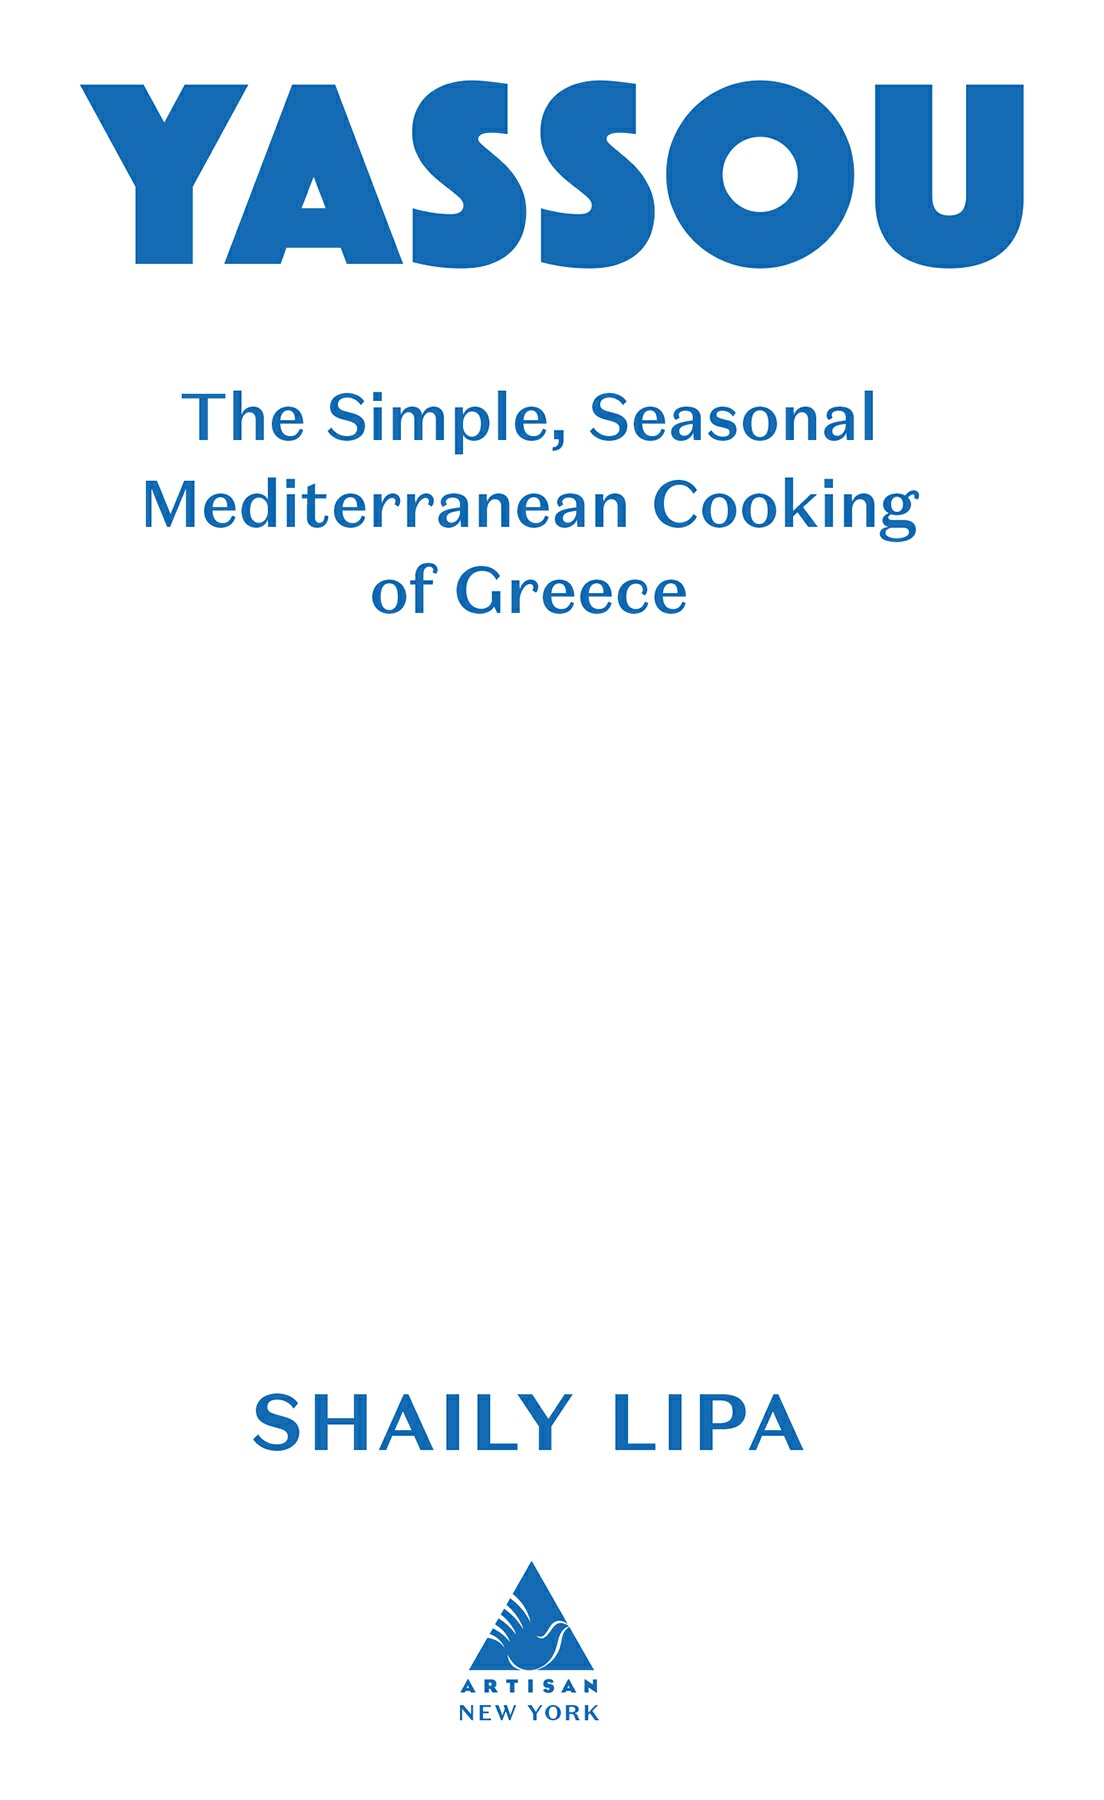 YASSOU
The Simple, Seasonal
Mediterranean Cooking
of Greece
SHAILY LIPA
ARTISAN
NEW YORK